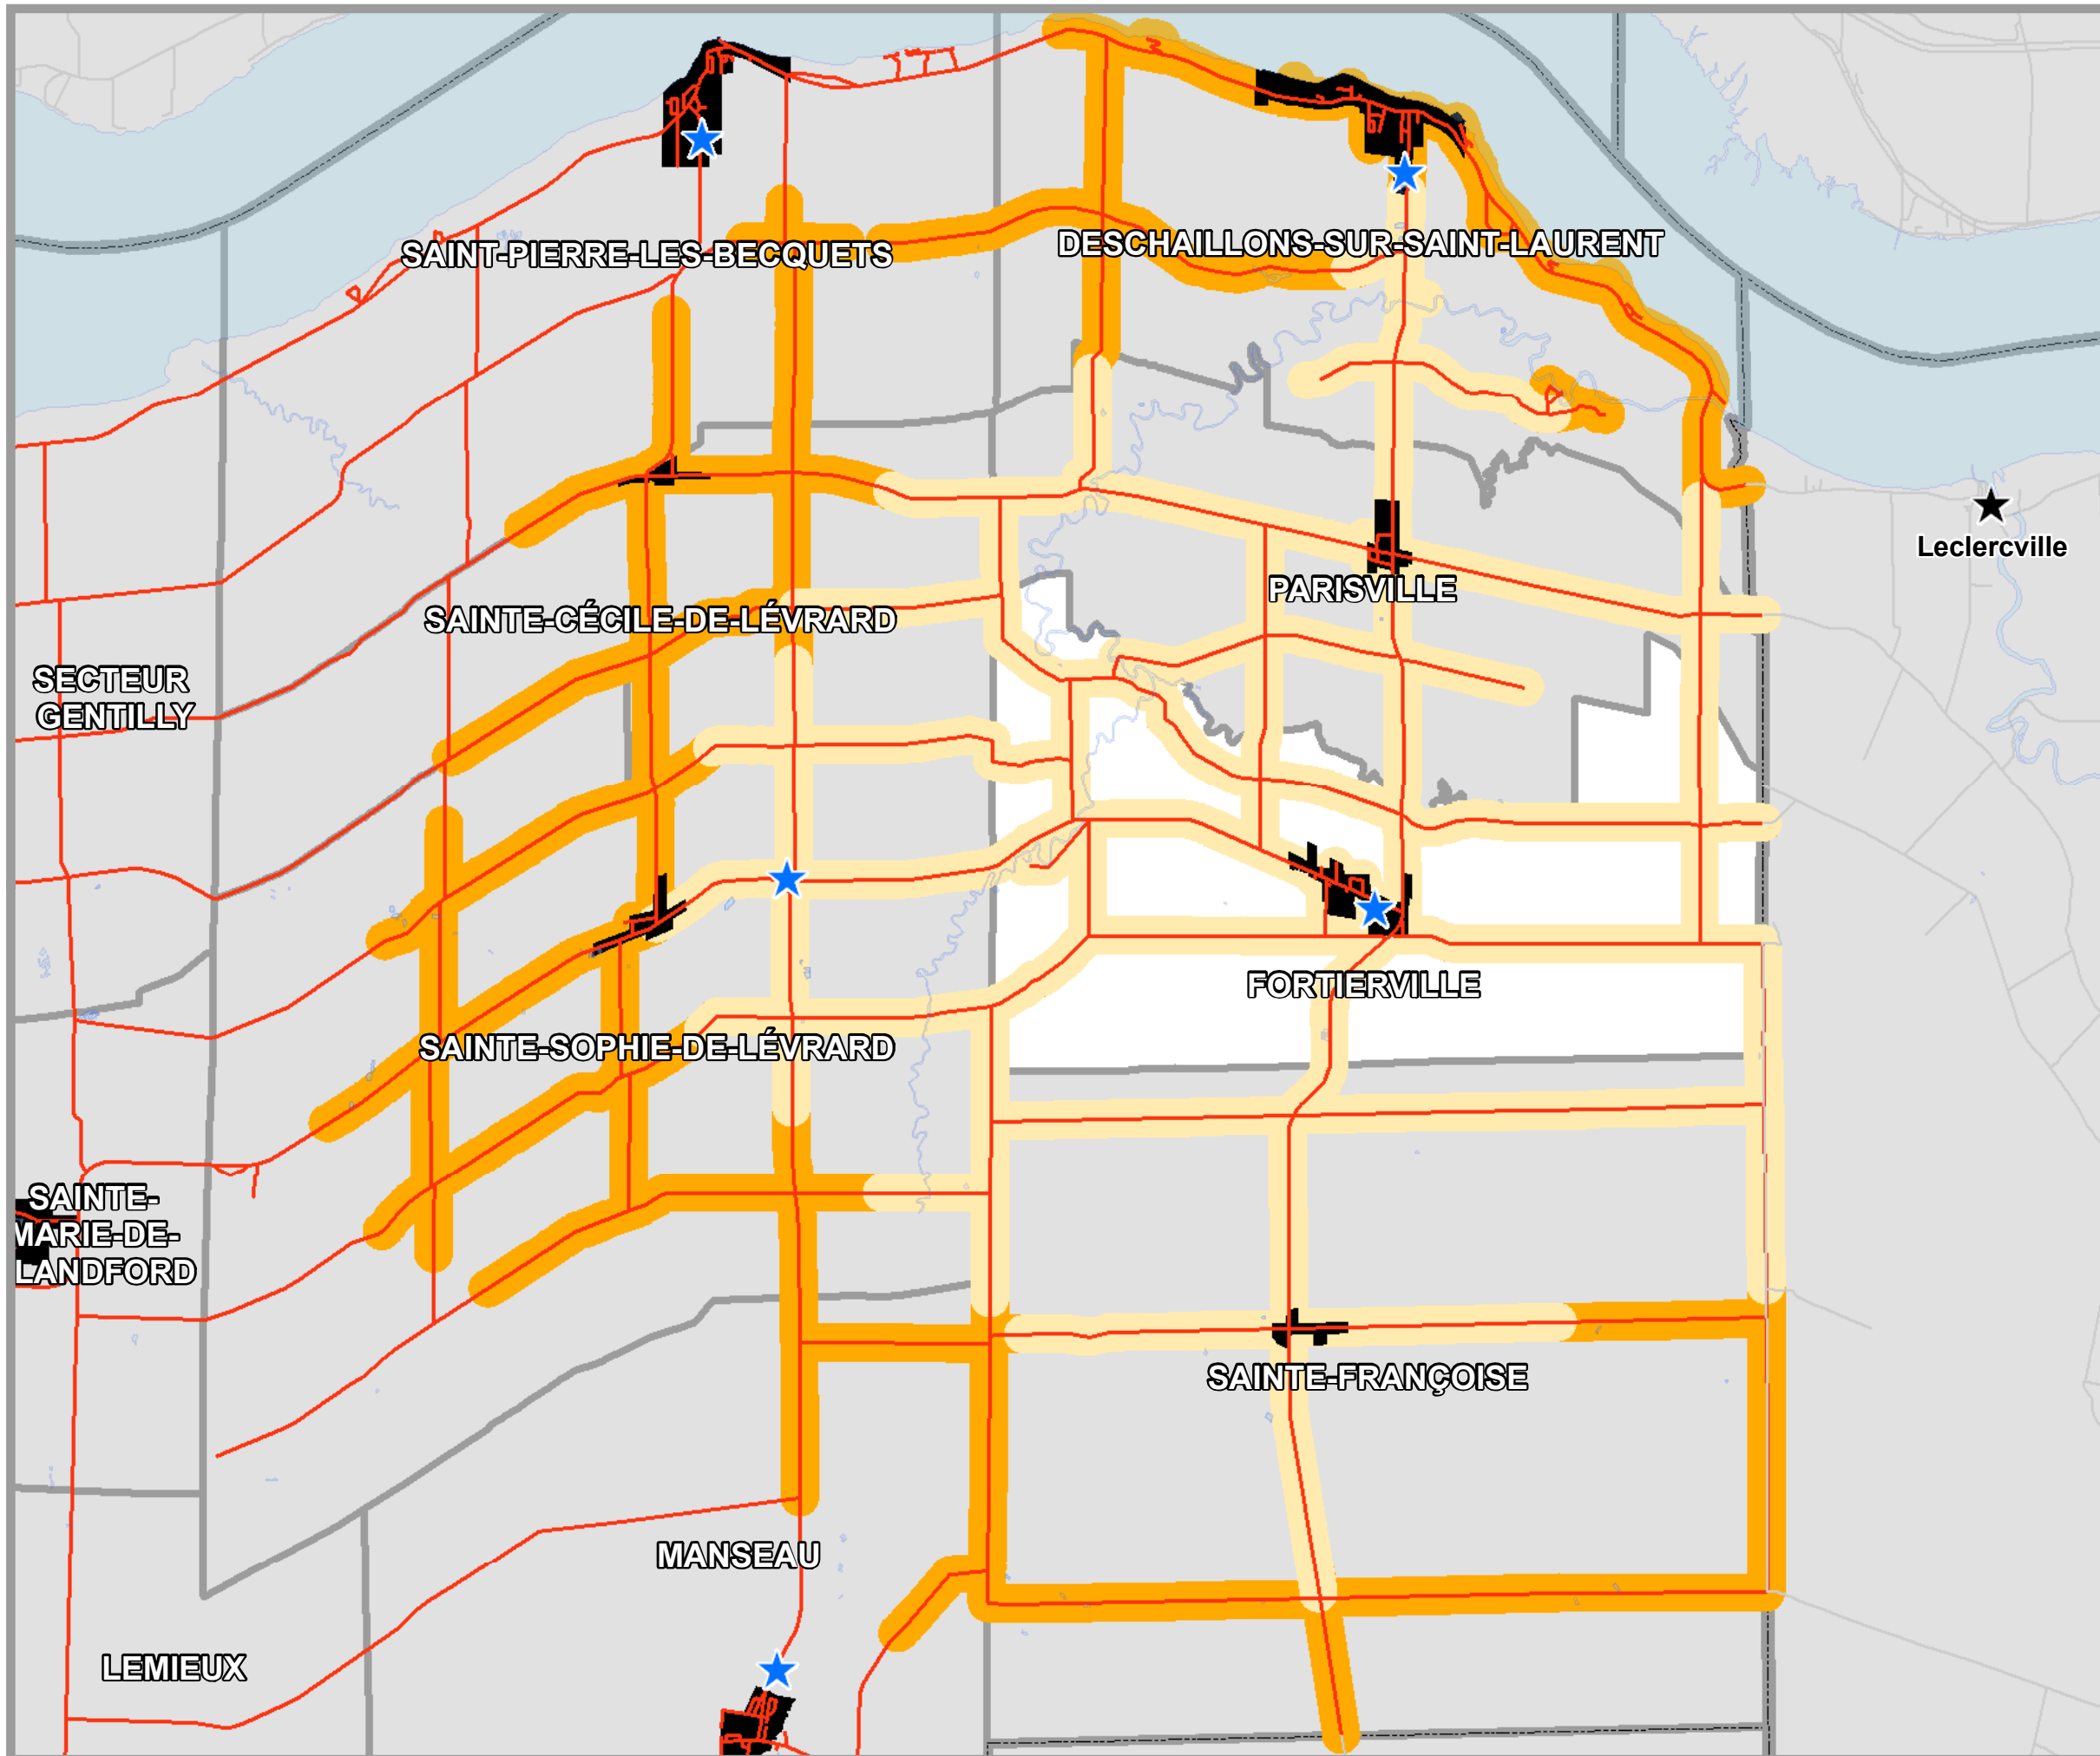 SAINT-PIERRE-LES-BECQUETS
DESCHAILLONS-SUR-SAINT-LAURENT
Leclercville
PARISVILLE
SAINTE-CÉCILE-DE-LÉVRARD
SECTEUR
GENTILLY
FORTIERVILLE
SAINTE-SOPHIE-DE-LÉVRARD
SAINTE-
MARIE-DE-
LANDFORD
SAINTE-FRANÇOISE
MANSEAU
LEMIEUX